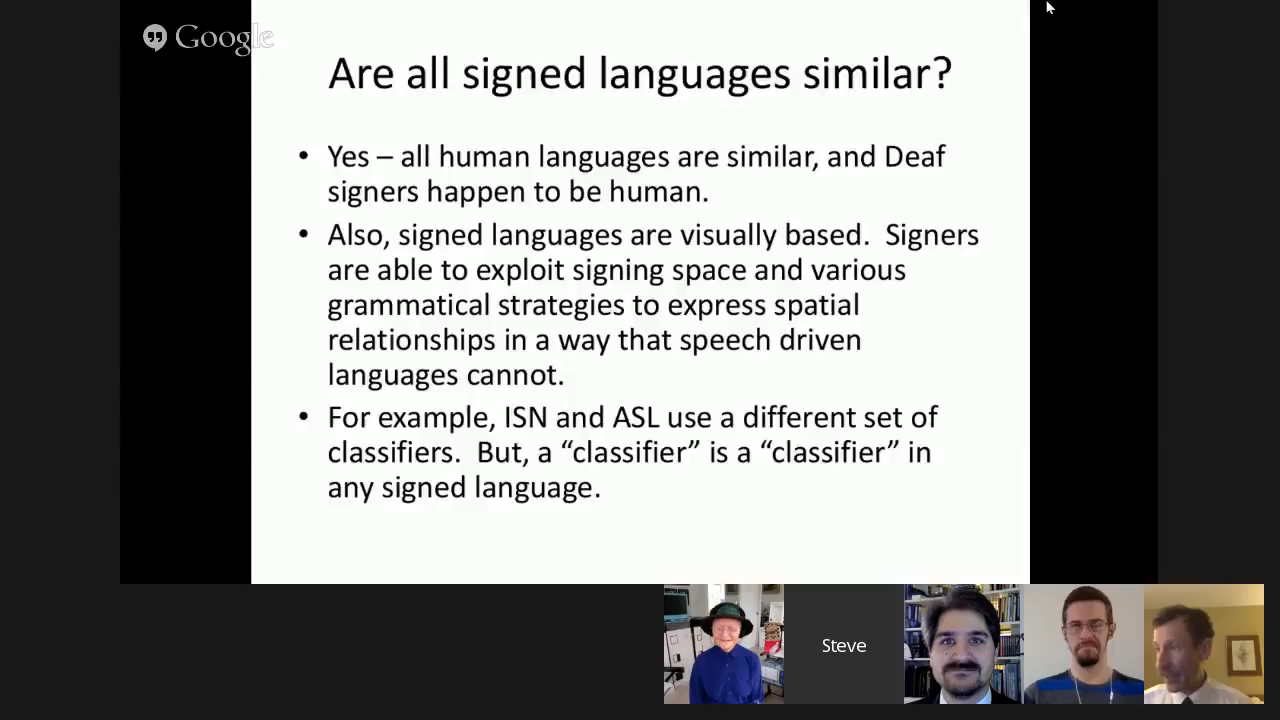 Google
Are all signed languages similar?
• Yes – all human languages are similar, and Deaf
signers happen to be human.
• Also, signed languages are visually based.  Signers
are able to exploit signing space and various
grammatical strategies to express spatial
relationships in a way that speech driven
languages cannot.
• For example, ISN and ASL use a different set of
classifiers.  But, a “classifier” is a “classifier” in
any signed language.
Steve